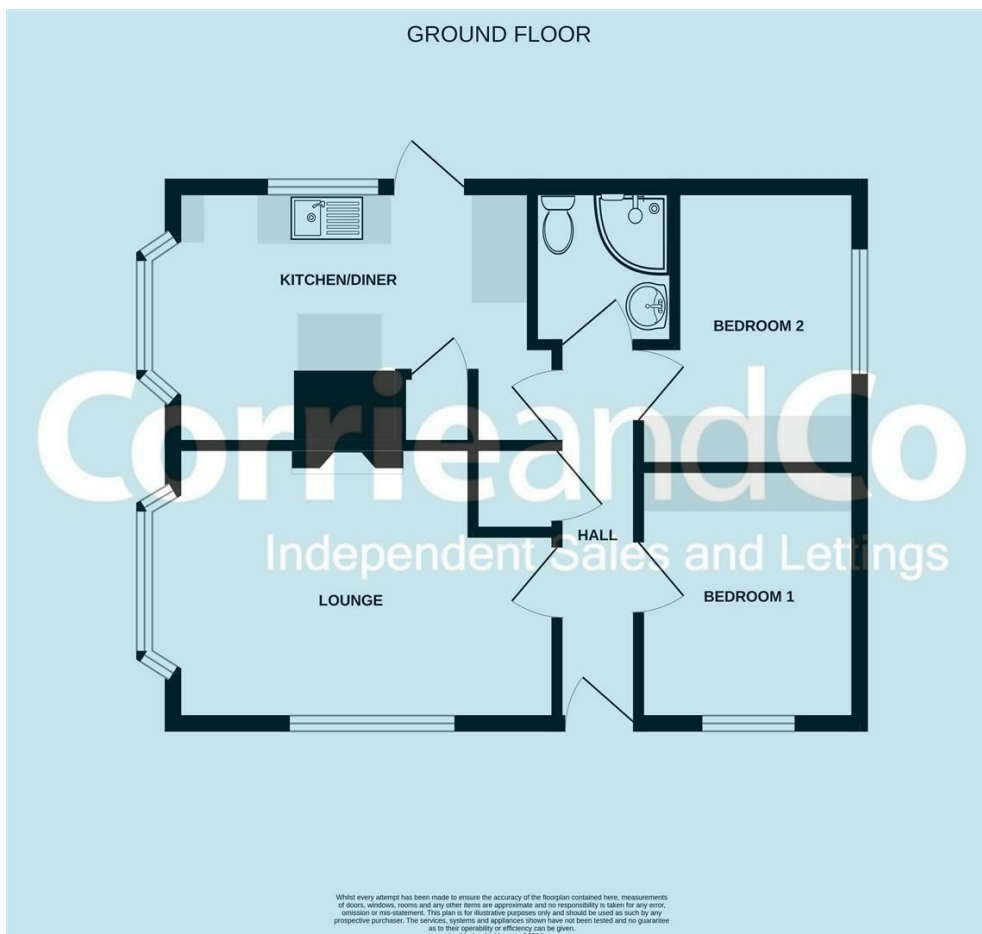 GROUND FLOOR
KITCHEN/DINER
BEDROOM 2
CorrieandCo
HALL
Independent Sales and Lettings
BEDROOM 1
LOUNGE
Whilst every attempt has been made to ensure the accuracy of the floorplan contained here, measurements
of doors, windows, rooms and any other items are approximate and no responsibility is taken for any error,
omission or mis-statement. This plan is for illustrative purposes only and should be used as such by any
prospective purchaser. The services, systems and appliances shown have not been tested and no guarantee
as to their operability or efficiency can be given.